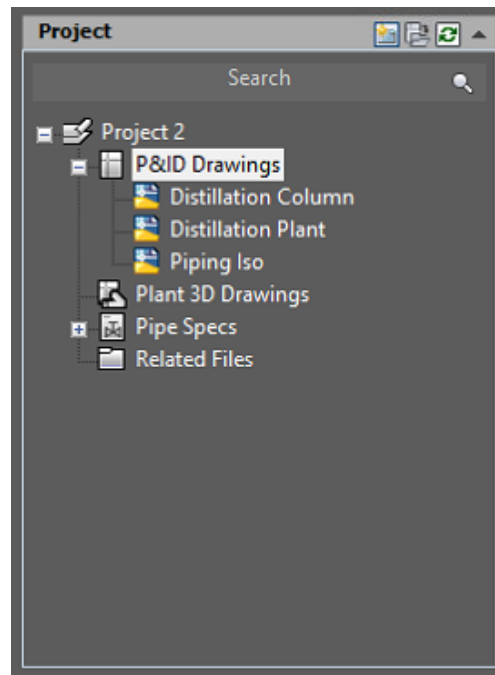 Project
Search
Project 2
P&ID Drawings
Distillation Column
Distillation Plant
Piping Iso
Plant 3D Drawings
Pipe Specs
Related Files